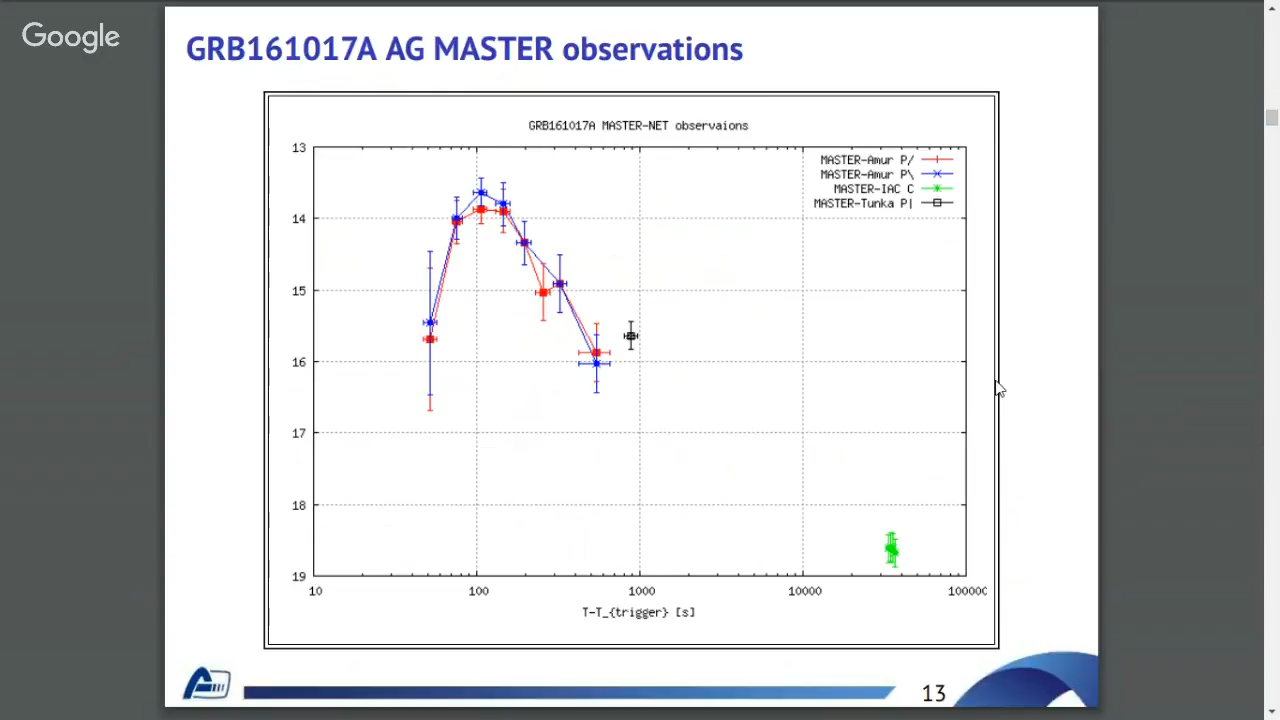 Google
GRB161017A AG MASTER observations
GRB161017A MASTER-NET observaions
MASTER-Amur P/
MASTER-Amur P\
MASTER-IAC C
MASTER-Tunka P|
13
14
15
16
17
18
19
10
100
1000
10000
100000
T-T_{trigger} [s]
13